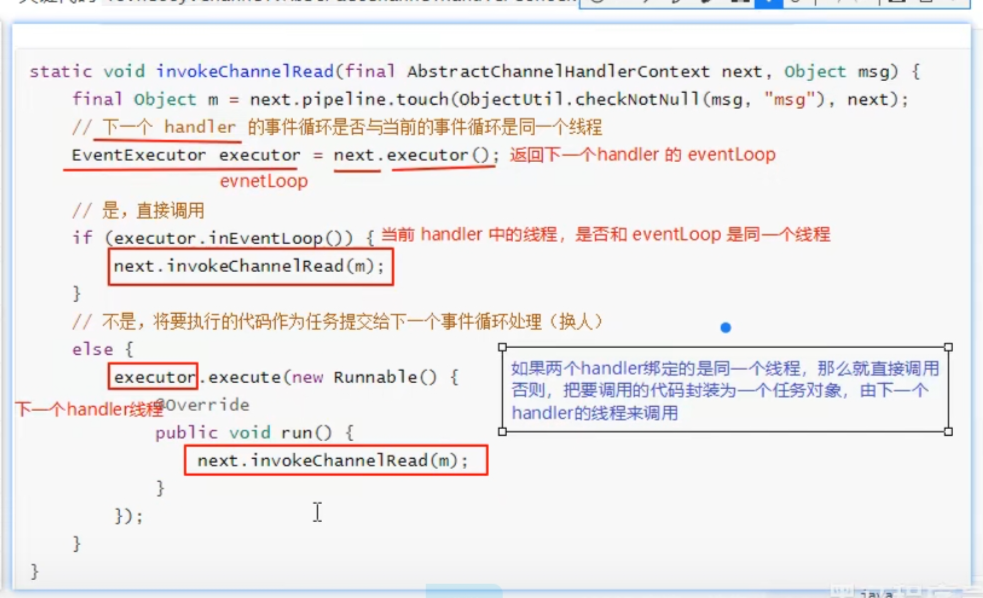 static void invokeChannelRead(final AbstractChannelHandlerContext next, Object msg) {
final Object m = next.pipeline.touch(ObjectUtil.checkNotNull(msg, "msg"), next);
// 下一个 handler 的事件循环是否与当前的事件循环是同一个线程
EventExecutor executor = next.executor(); 返回下一个handler 的 eventLoop
evnetLoop
// 是，直接调用
if (executor.inEventLoop()) { 当前 handler 中的线程，是否和 eventLoop 是同一个线程
next.invokeChannelRead(m);
}
// 不是，将要执行的代码作为任务提交给下一个事件循环处理（换人）
else {
executor.execute(new Runnable() {
下一个handler线程
@Override
public void run() {
next.invokeChannelRead(m);
}
});
}
}
如果两个handler绑定的是同一个线程，那么就直接调用
否则，把要调用的代码封装为一个任务对象，由下一个
handler的线程来调用
java